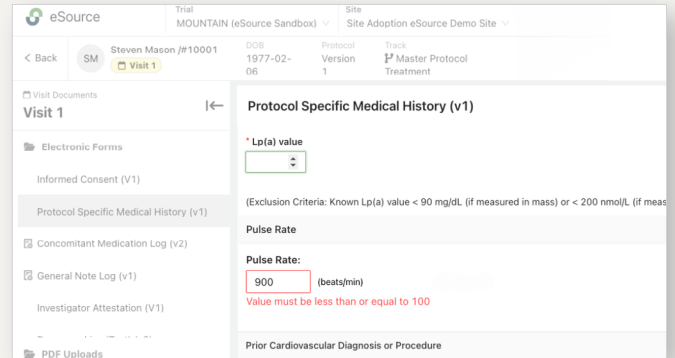 eSource
Trial
MOUNTAIN (eSource Sandbox)
Site
Site Adoption eSource Demo Site
< Back
SM
Steven Mason /#10001
Visit 1
DOB
1977-02-
06
Protocol
Version
1
Track
Master Protocol
Treatment
Visit Documents
Visit 1
Electronic Forms
Informed Consent (V1)
Protocol Specific Medical History (v1)
Concomitant Medication Log (v2)
General Note Log (v1)
Investigator Attestation (V1)
PDF Uploads
Protocol Specific Medical History (v1)
* Lp(a) value
(Exclusion Criteria: Known Lp(a) value < 90 mg/dL (if measured in mass) or < 200 nmol/L (if meas
Pulse Rate
Pulse Rate:
900 (beats/min)
Value must be less than or equal to 100
Prior Cardiovascular Diagnosis or Procedure